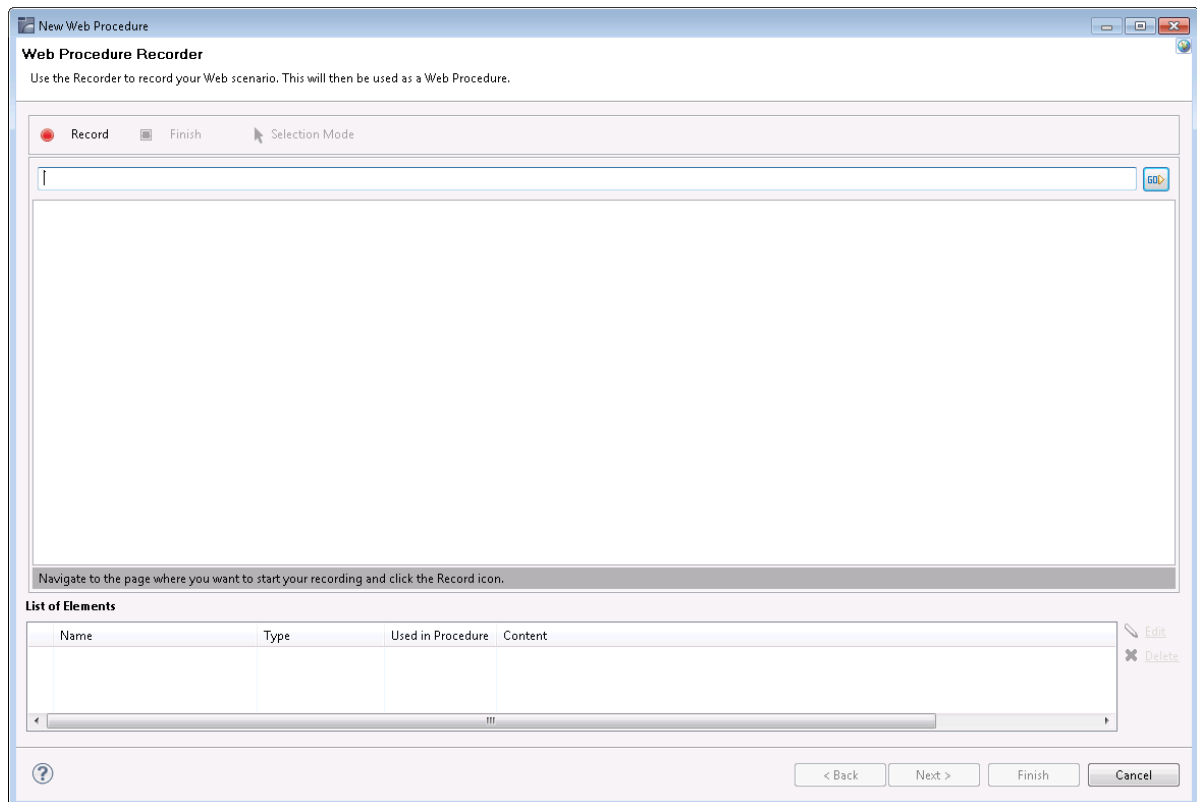 New Web Procedure
Web Procedure Recorder
Use the Recorder to record your Web scenario. This will then be used as a Web Procedure.
Record Finish Selection Mode
GO
Navigate to the page where you want to start your recording and click the Record icon.
List of Elements
Name Type Used in Procedure Content
Edit
Delete
? < Back Next > Finish Cancel